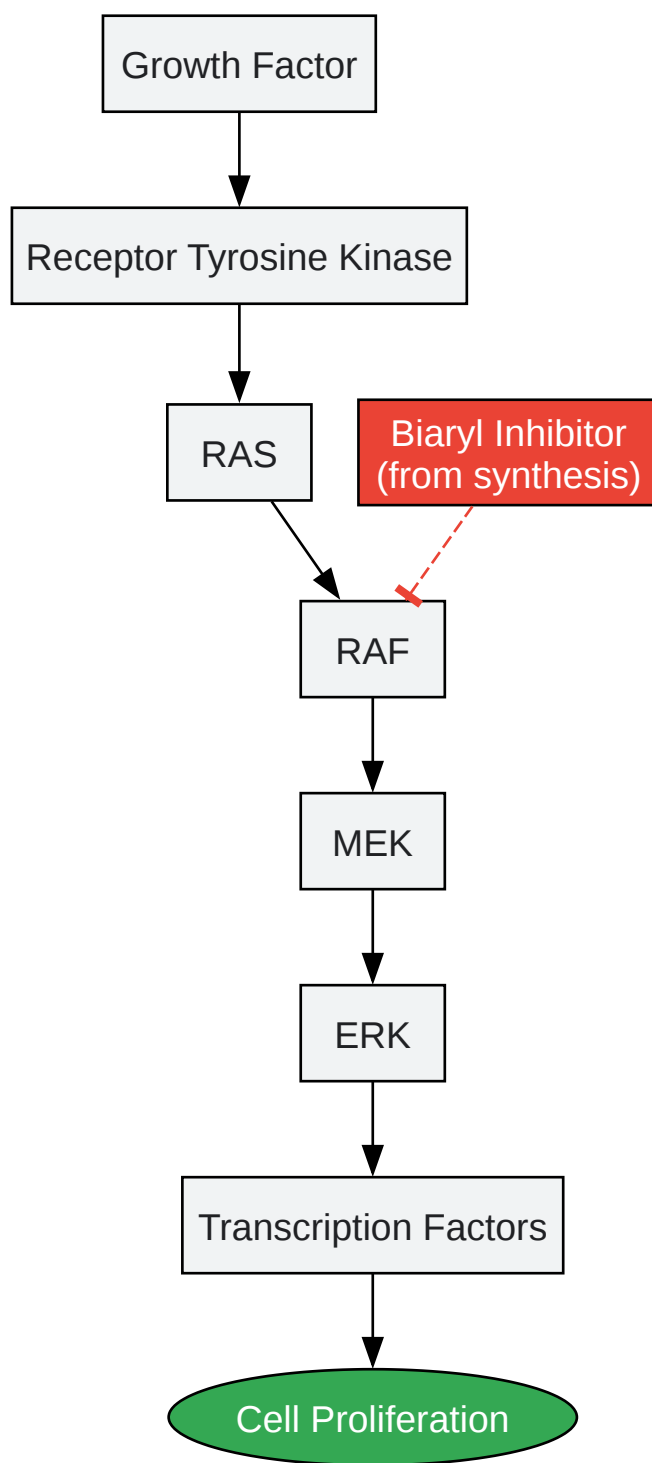 Growth Factor
Receptor Tyrosine Kinase
RAS
Biaryl Inhibitor
(from synthesis)
RAF
MEK
ERK
Transcription Factors
Cell Proliferation